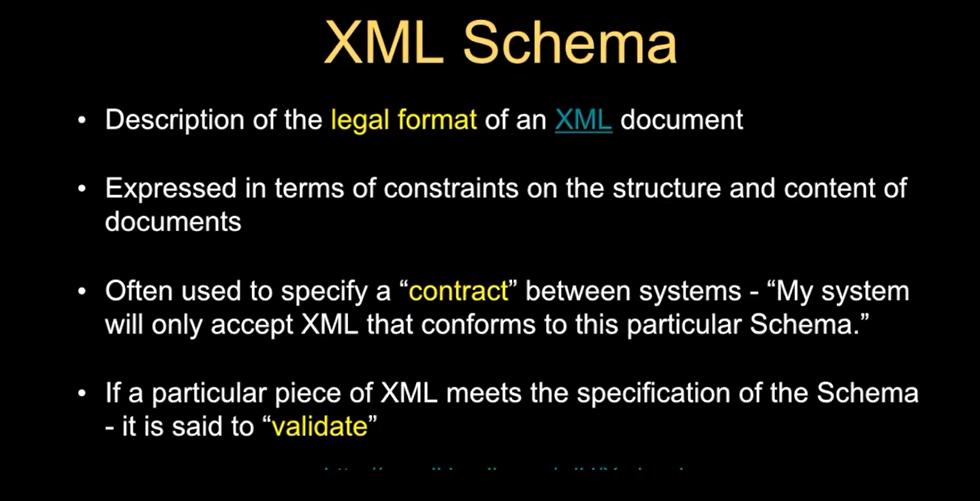 XML Schema
• Description of the legal format of an XML document
• Expressed in terms of constraints on the structure and content of
documents
• Often used to specify a “contract” between systems - “My system
will only accept XML that conforms to this particular Schema.”
• If a particular piece of XML meets the specification of the Schema
- it is said to “validate”